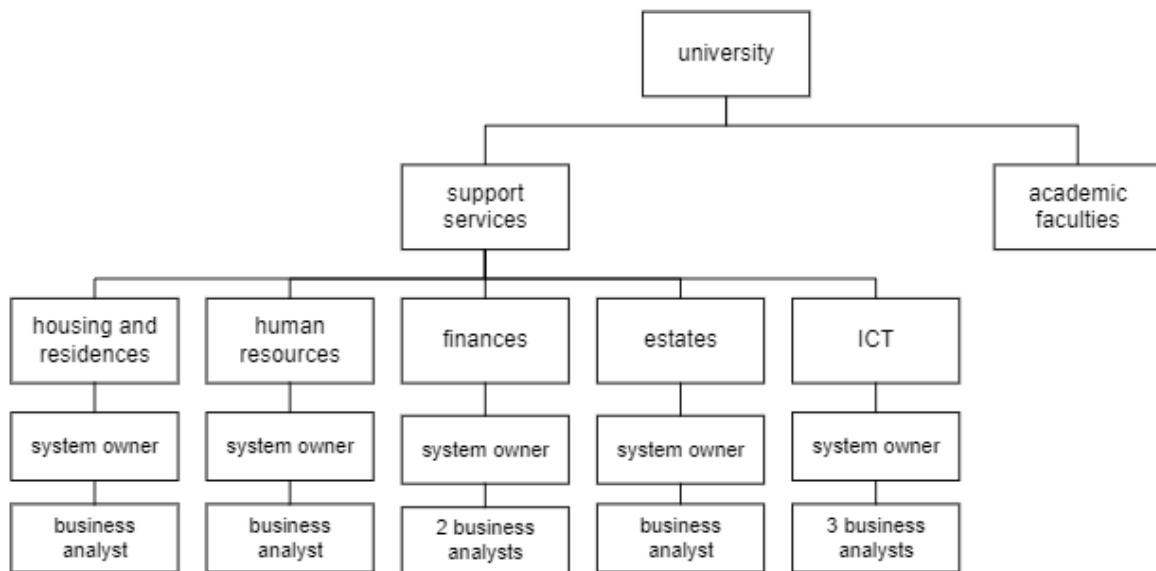 university
support
services
academic
faculties
housing and
residences
human
resources
finances
estates
ICT
system owner
system owner
system owner
system owner
system owner
business
analyst
business
analyst
2 business
analysts
business
analyst
3 business
analysts